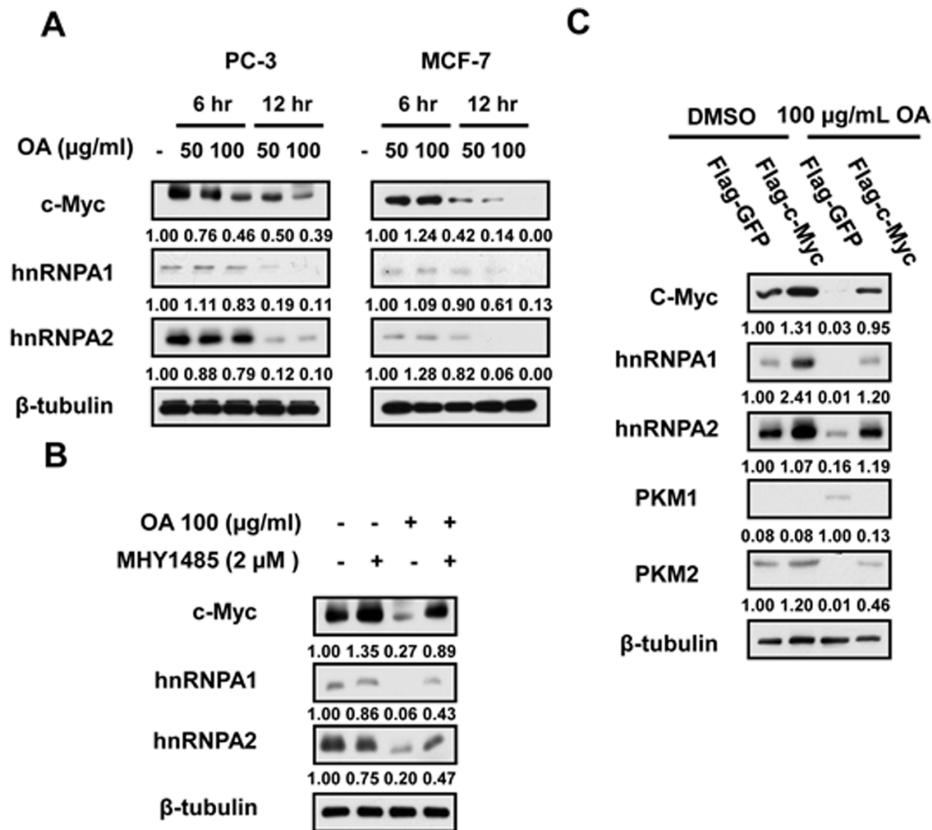 A
PC-3 MCF-7
6 hr 12 hr 6 hr 12 hr
OA (µg/ml) - 50 100 50 100 - 50 100 50 100
c-Myc
1.00 0.76 0.46 0.50 0.39 1.00 1.24 0.42 0.14 0.00
hnRNPA1
1.00 1.11 0.83 0.19 0.11 1.00 1.09 0.90 0.61 0.13
hnRNPA2
1.00 0.88 0.79 0.12 0.10 1.00 1.28 0.82 0.06 0.00
β-tubulin
B
OA 100 (µg/ml) - - + +
MHY1485 (2 µM ) - + - +
c-Myc
1.00 1.35 0.27 0.89
hnRNPA1
1.00 0.86 0.06 0.43
hnRNPA2
1.00 0.75 0.20 0.47
β-tubulin
C
DMSO 100 µg/mL OA
Flag-GFP Flag-c-Myc Flag-GFP Flag-c-Myc
C-Myc
1.00 1.31 0.03 0.95
hnRNPA1
1.00 2.41 0.01 1.20
hnRNPA2
1.00 1.07 0.16 1.19
PKM1
0.08 0.08 1.00 0.13
PKM2
1.00 1.20 0.01 0.46
β-tubulin